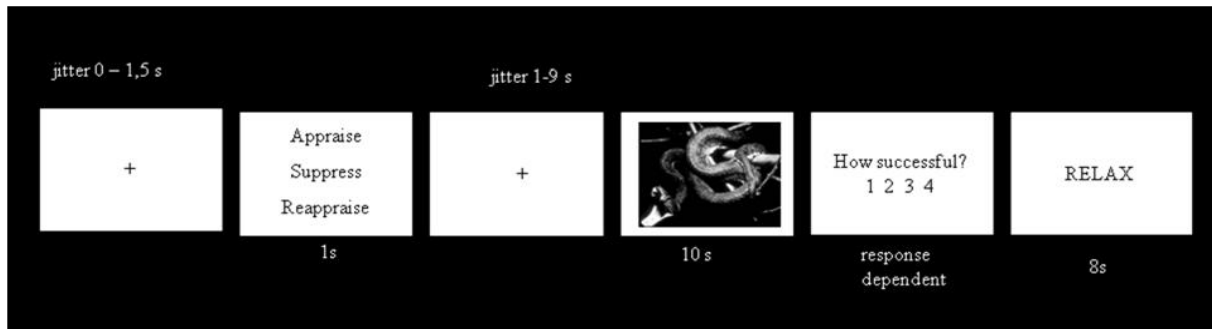 jitter 0 – 1,5 s
jitter 1-9 s
+
Appraise
Suppress
Reappraise
+
How successful?
1 2 3 4
RELAX
1s
10 s
response
dependent
8s